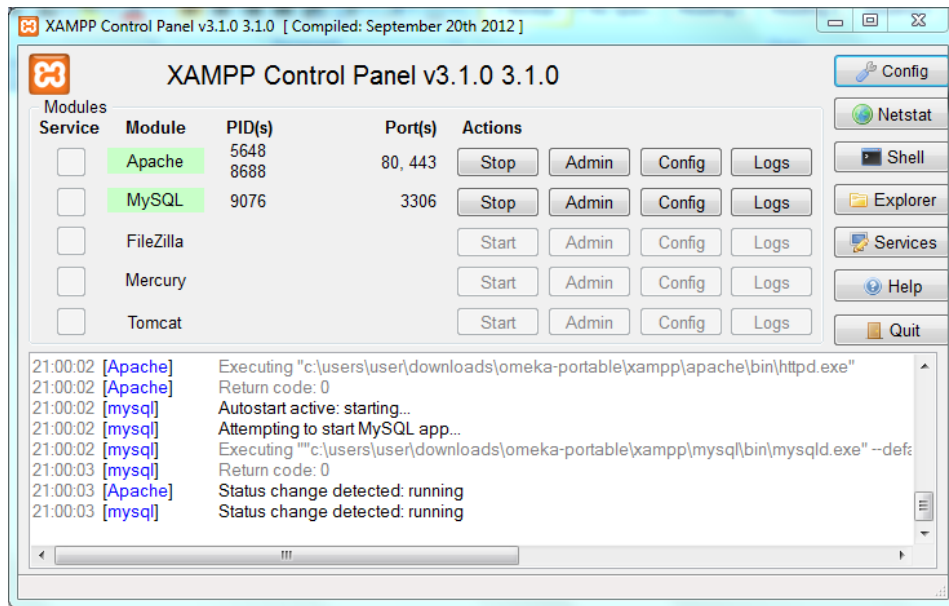 XAMPP Control Panel v3.1.0 3.1.0 [ Compiled: September 20th 2012 ]
XAMPP Control Panel v3.1.0 3.1.0
Config
Modules
Service Module PID(s) Port(s) Actions
Netstat
Apache 5648 8688 80, 443 Stop Admin Config Logs
Shell
MySQL 9076 3306 Stop Admin Config Logs
Explorer
FileZilla Start Admin Config Logs
Services
Mercury Start Admin Config Logs
Help
Tomcat Start Admin Config Logs
Quit
21:00:02 [Apache] Executing "c:\users\user\downloads\omeka-portable\xampp\apache\bin\httpd.exe"
21:00:02 [Apache] Return code: 0
21:00:02 [mysql] Autostart active: starting...
21:00:02 [mysql] Attempting to start MySQL app...
21:00:02 [mysql] Executing ""c:\users\user\downloads\omeka-portable\xampp\mysql\bin\mysqld.exe" --defa
21:00:03 [mysql] Return code: 0
21:00:03 [Apache] Status change detected: running
21:00:03 [mysql] Status change detected: running